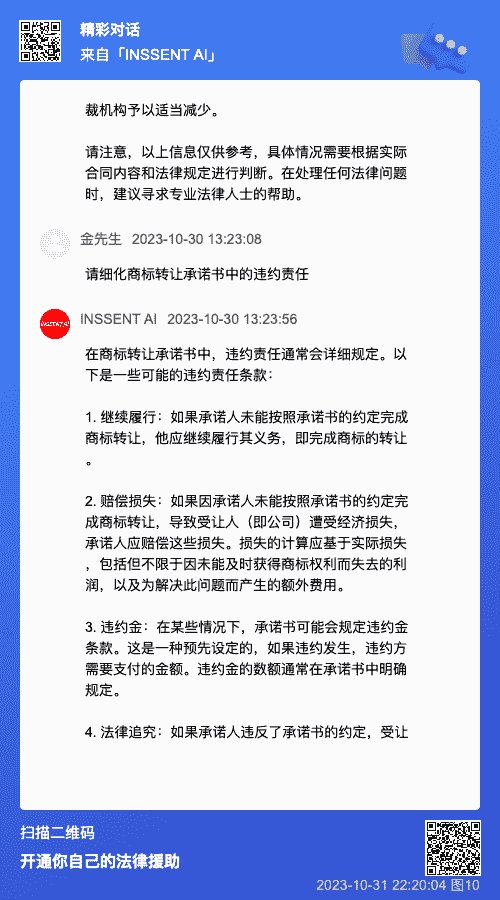 精彩对话
来自「INSSENT AI」
裁机构予以适当减少。
请注意，以上信息仅供参考，具体情况需要根据实际
合同内容和法律规定进行判断。在处理任何法律问题
时，建议寻求专业法律人士的帮助。
金先生 2023-10-30 13:23:08
请细化商标转让承诺书中的违约责任
INSSENT AI
INSSENT AI 2023-10-30 13:23:56
在商标转让承诺书中，违约责任通常会详细规定。以
下是一些可能的违约责任条款：
1. 继续履行：如果承诺人未能按照承诺书的约定完成
商标转让，他应继续履行其义务，即完成商标的转让
。
2. 赔偿损失：如果因承诺人未能按照承诺书的约定完
成商标转让，导致受让人（即公司）遭受经济损失，
承诺人应赔偿这些损失。损失的计算应基于实际损失
，包括但不限于因未能及时获得商标权利而失去的利
润，以及为解决此问题而产生的额外费用。
3. 违约金：在某些情况下，承诺书可能会规定违约金
条款。这是一种预先设定的，如果违约发生，违约方
需要支付的金额。违约金的数额通常在承诺书中明确
规定。
4. 法律追究：如果承诺人违反了承诺书的约定，受让
扫描二维码
开通你自己的法律援助
2023-10-31 22:20:04 图10